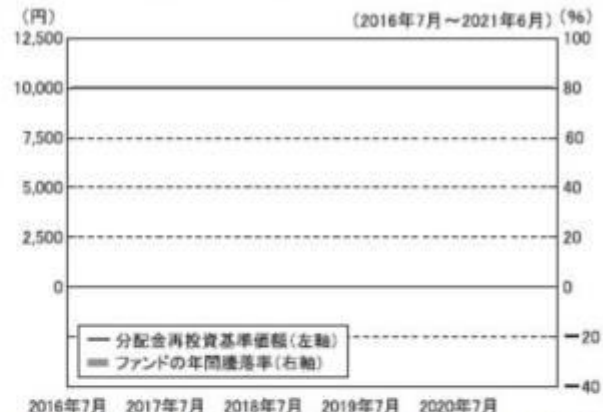 (円) (2016年7月～2021年6月) (%)
12,500 100
10,000 80
7,500 60
5,000 40
2,500 20
0 0
分配金再投資基準価額(左軸) －20
ファンドの年間騰落率(右軸)
－40
2016年7月 2017年7月 2018年7月 2019年7月 2020年7月